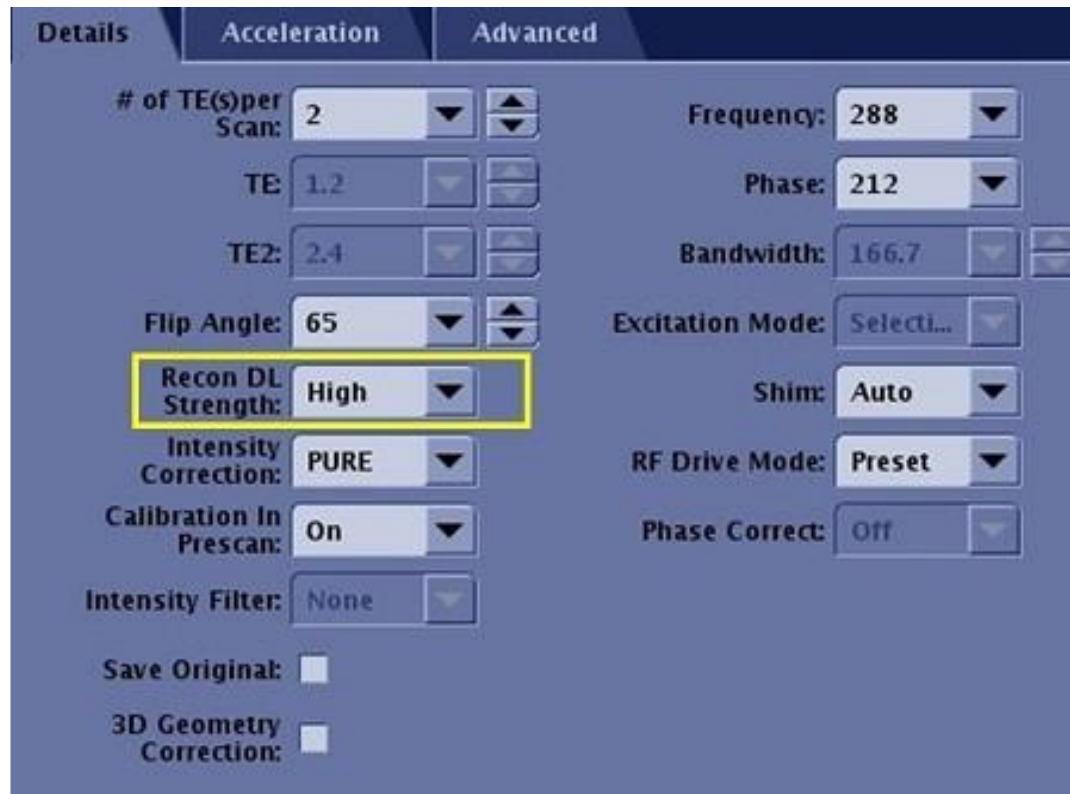 Details Acceleration Advanced
# of TE(s)per
Scan: 2
TE: 1.2
TE2: 2.4
Flip Angle: 65
Recon DL
Strength: High
Intensity
Correction: PURE
Calibration In
Prescan: On
Intensity Filter: None
Save Original:
3D Geometry
Correction:
Frequency: 288
Phase: 212
Bandwidth: 166.7
Excitation Mode: Selecti...
Shim: Auto
RF Drive Mode: Preset
Phase Correct: Off